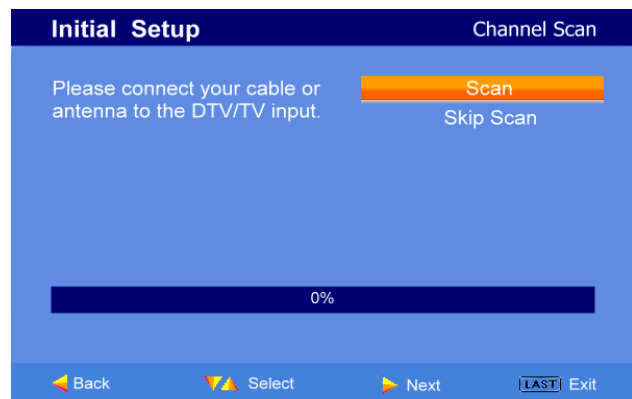 Initial Setup
Channel Scan
Please connect your cable or
antenna to the DTV/TV input.
Scan
Skip Scan
0%
Back
Select
Next
LAST Exit